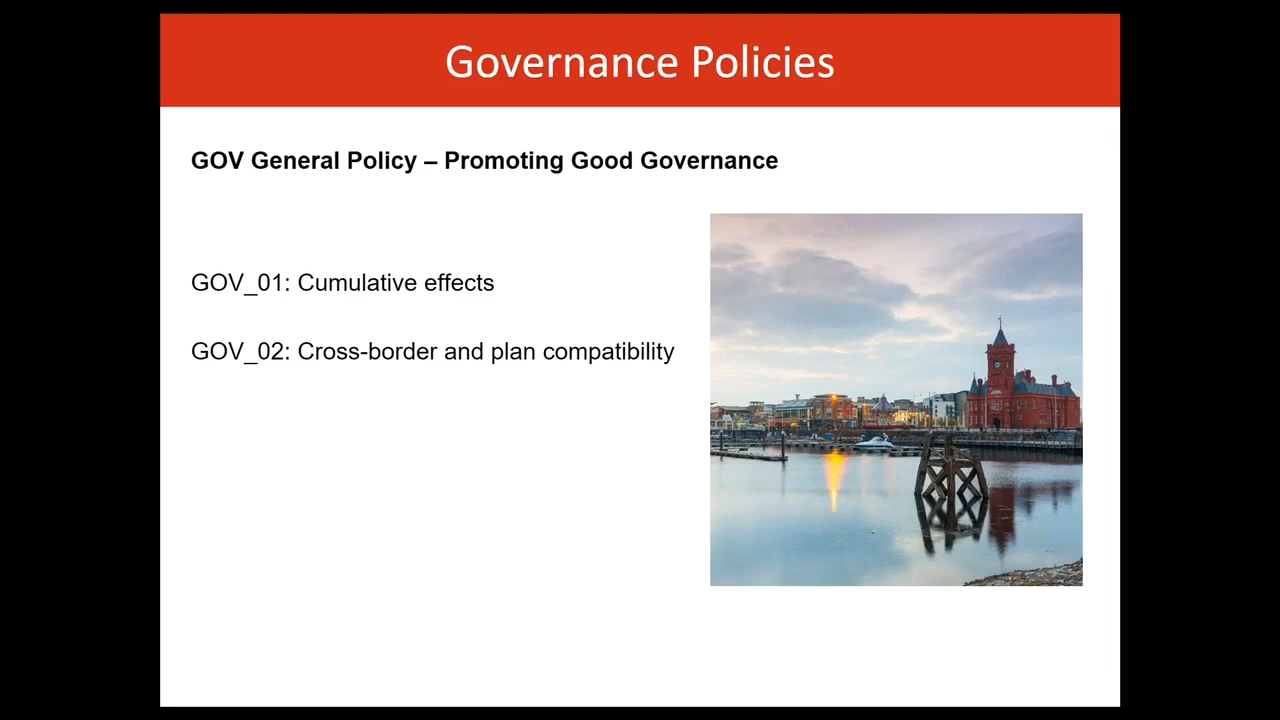 Governance Policies
GOV General Policy – Promoting Good Governance
GOV_01: Cumulative effects
GOV_02: Cross-border and plan compatibility